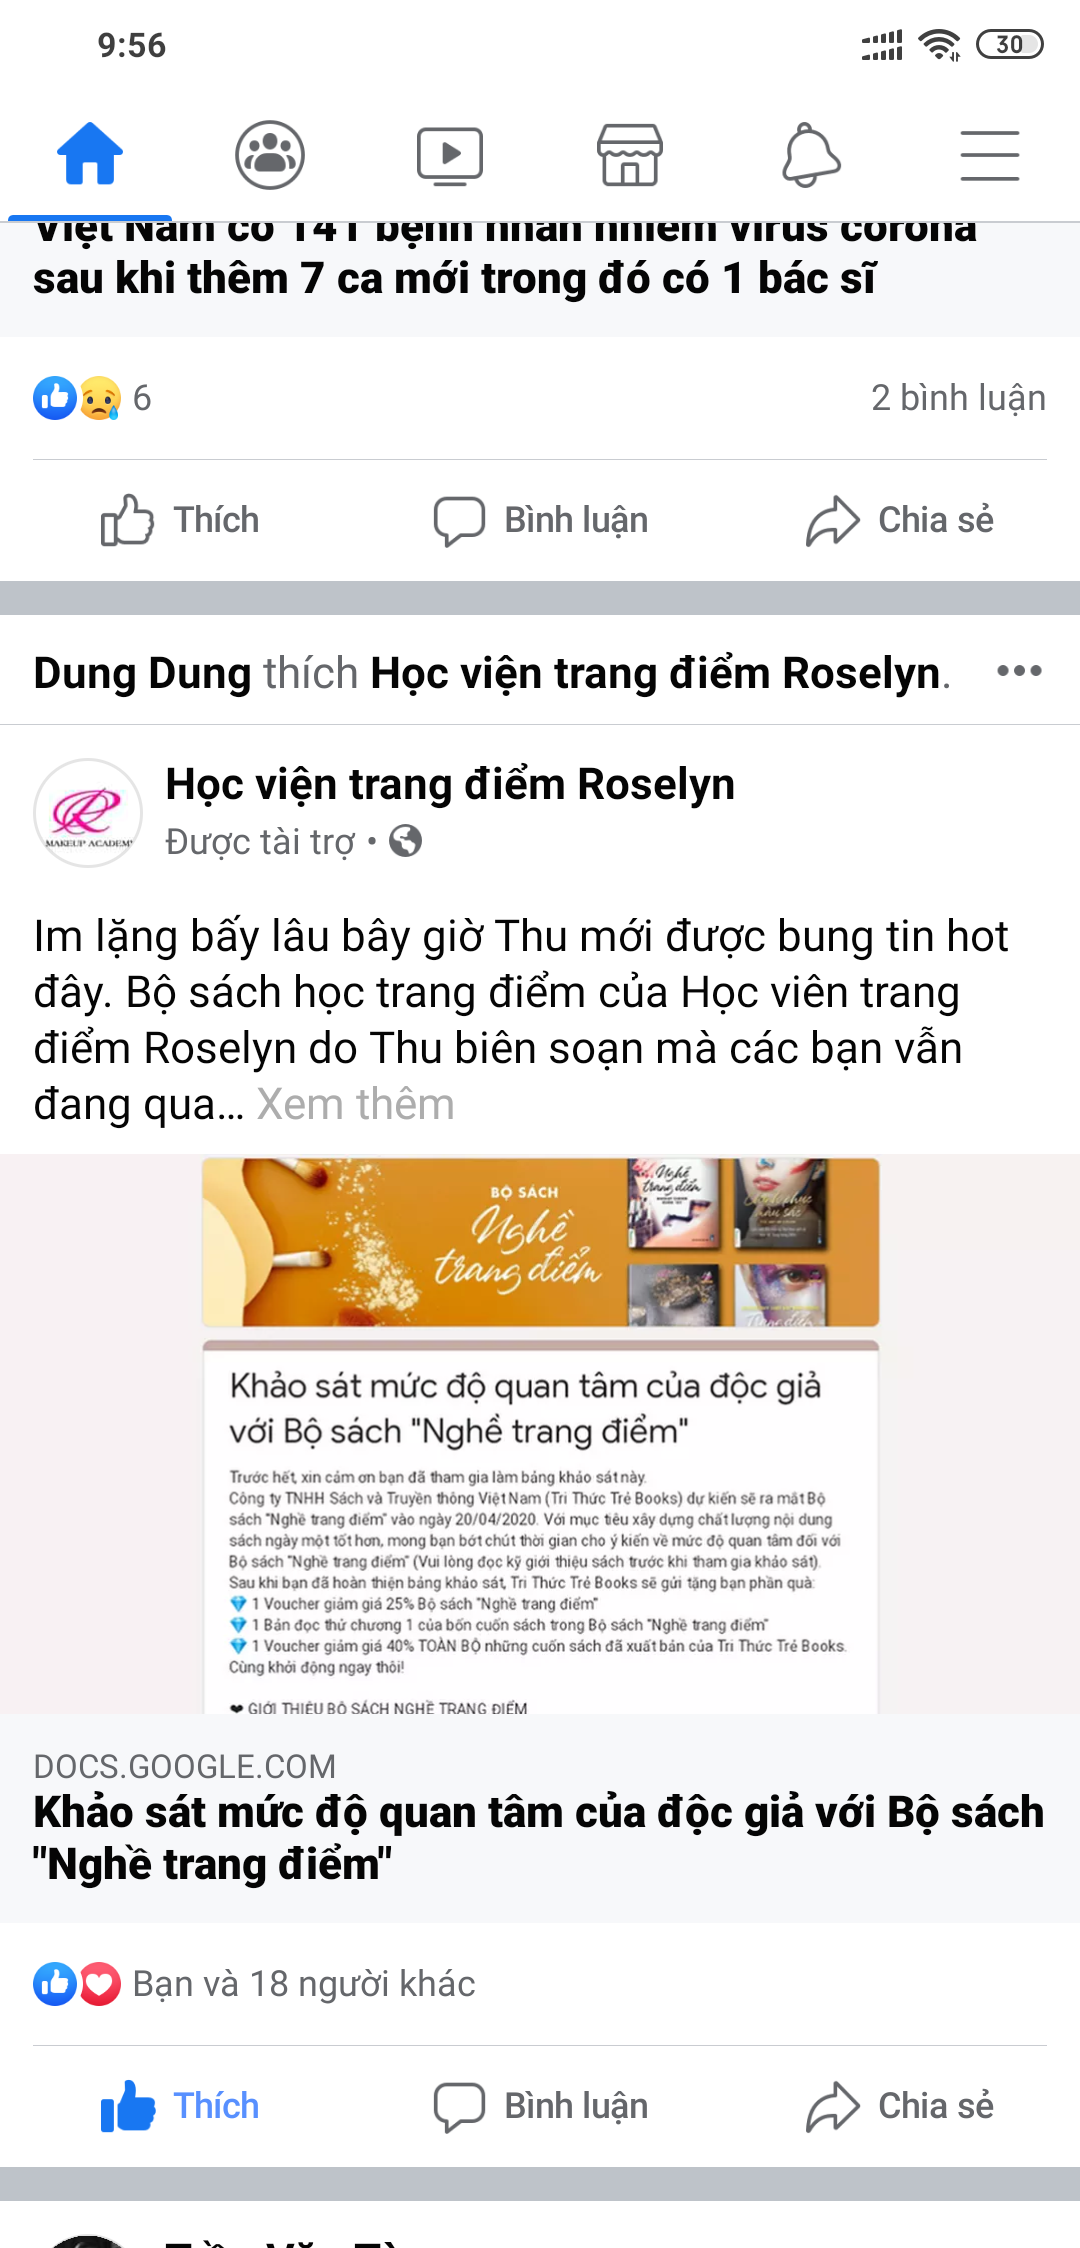 9:56
30
Việt Nam có 141 bệnh nhân nhiễm virus corona
sau khi thêm 7 ca mới trong đó có 1 bác sĩ
6
2 bình luận
Thích
Bình luận
Chia sẻ
Dung Dung thích Học viện trang điểm Roselyn.
Học viện trang điểm Roselyn
MAKEUP ACADEMY
Được tài trợ •
Im lặng bấy lâu bây giờ Thu mới được bung tin hot
đây. Bộ sách học trang điểm của Học viên trang
điểm Roselyn do Thu biên soạn mà các bạn vẫn
đang qua... Xem thêm
BỘ SÁCH
Nghề
trang điểm
Nghề
trang điểm
Khảo sát mức độ quan tâm của độc giả
với Bộ sách "Nghề trang điểm"
Trước hết, xin cảm ơn bạn đã tham gia làm bảng khảo sát này.
Công ty TNHH Sách và Truyền thông Việt Nam (Tri Thức Trẻ Books) dự kiến sẽ ra mắt Bộ
sách "Nghề trang điểm" vào ngày 20/04/2020. Với mục tiêu xây dựng chất lượng nội dung
sách ngày một tốt hơn, mong bạn bớt chút thời gian cho ý kiến về mức độ quan tâm đối với
Bộ sách "Nghề trang điểm" (Vui lòng đọc kỹ giới thiệu sách trước khi tham gia khảo sát).
Sau khi bạn đã hoàn thiện bảng khảo sát, Tri Thức Trẻ Books sẽ gửi tặng bạn phần quà:
💎 1 Voucher giảm giá 25% Bộ sách "Nghề trang điểm"
💎 1 Bản đọc thử chương 1 của bốn cuốn sách trong Bộ sách "Nghề trang điểm"
💎 1 Voucher giảm giá 40% TOÀN BỘ những cuốn sách đã xuất bản của Tri Thức Trẻ Books.
Cùng khởi động ngay thôi!
❤ GIỚI THIỆU BỘ SÁCH NGHỀ TRANG ĐIỂM
DOCS.GOOGLE.COM
Khảo sát mức độ quan tâm của độc giả với Bộ sách
"Nghề trang điểm"
Bạn và 18 người khác
Thích
Bình luận
Chia sẻ